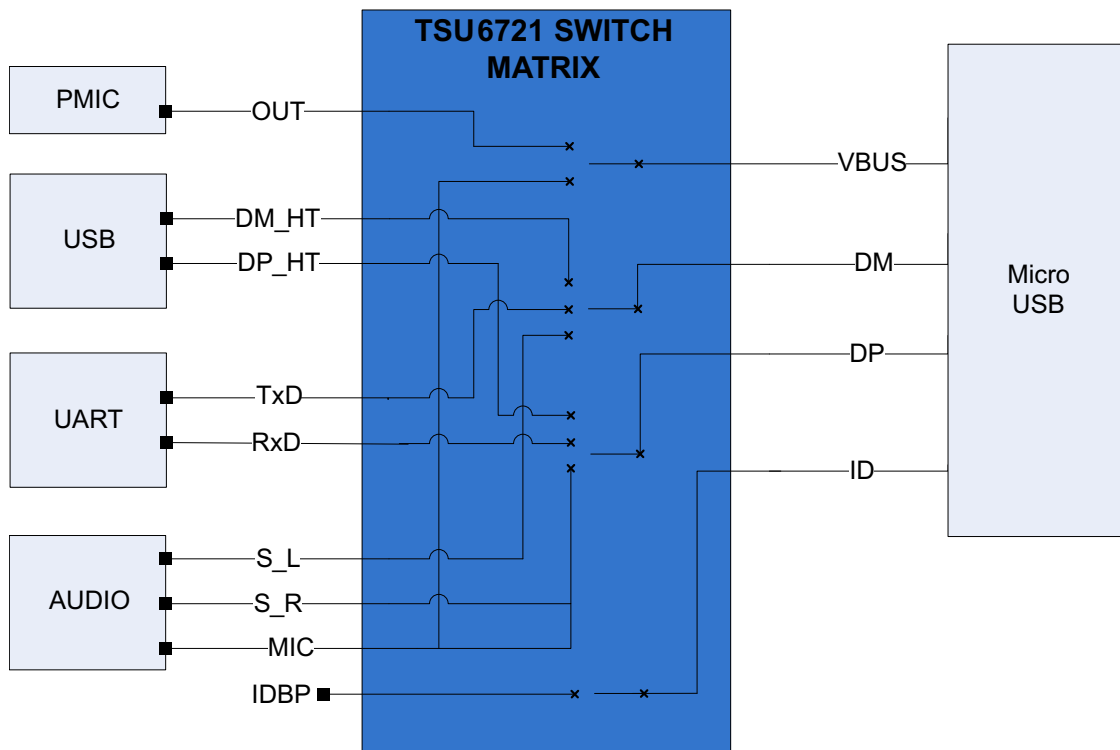 TSU6721 SWITCH
MATRIX
PMIC
OUT
VBUS
USB
DM_HT
DP_HT
DM
Micro
USB
DP
UART
TxD
RxD
ID
AUDIO
S_L
S_R
MIC
IDBP